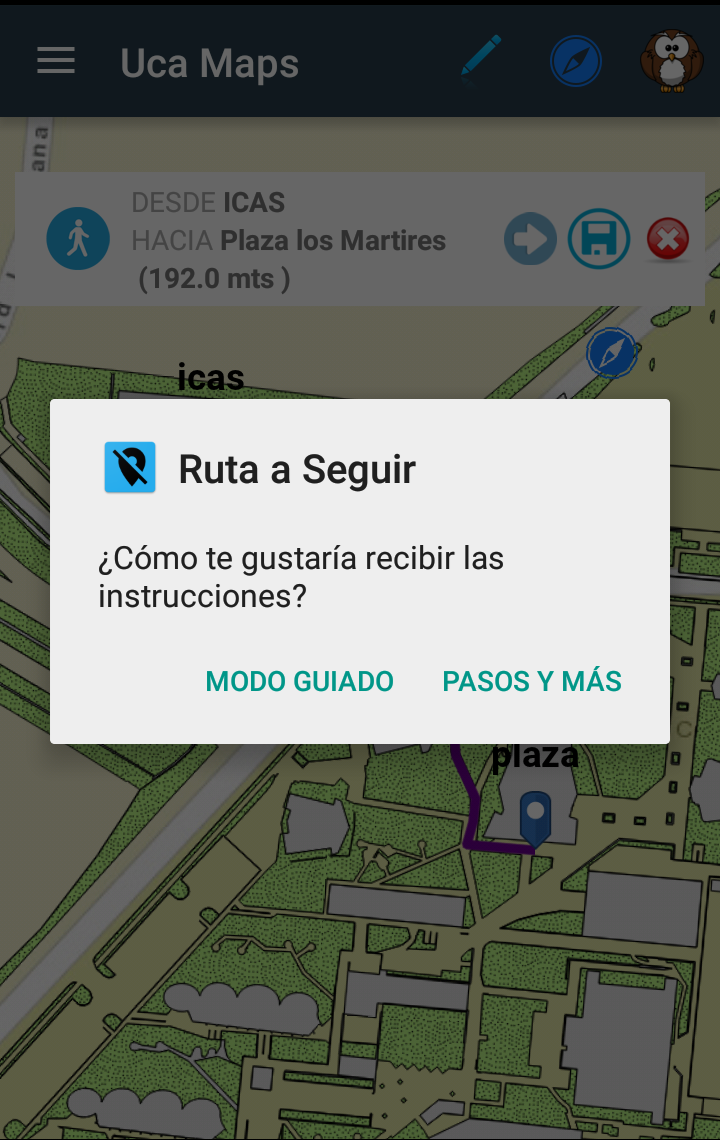 Uca Maps
ana
DESDE ICAS
HACIA Plaza los Martires
(192.0 mts )
icas
Ruta a Seguir
¿Cómo te gustaría recibir las
instrucciones?
MODO GUIADO PASOS Y MÁS
C
plaza